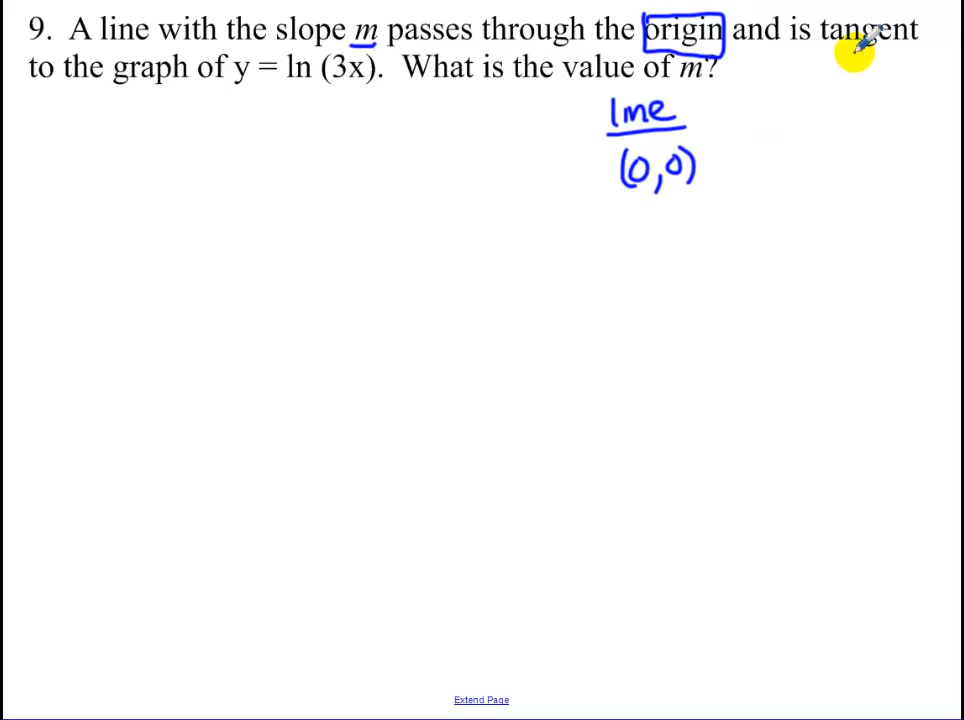 9. A line with the slope m passes through the origin and is tangent
to the graph of y = ln (3x). What is the value of m?
line
(0,0)
Extend Page